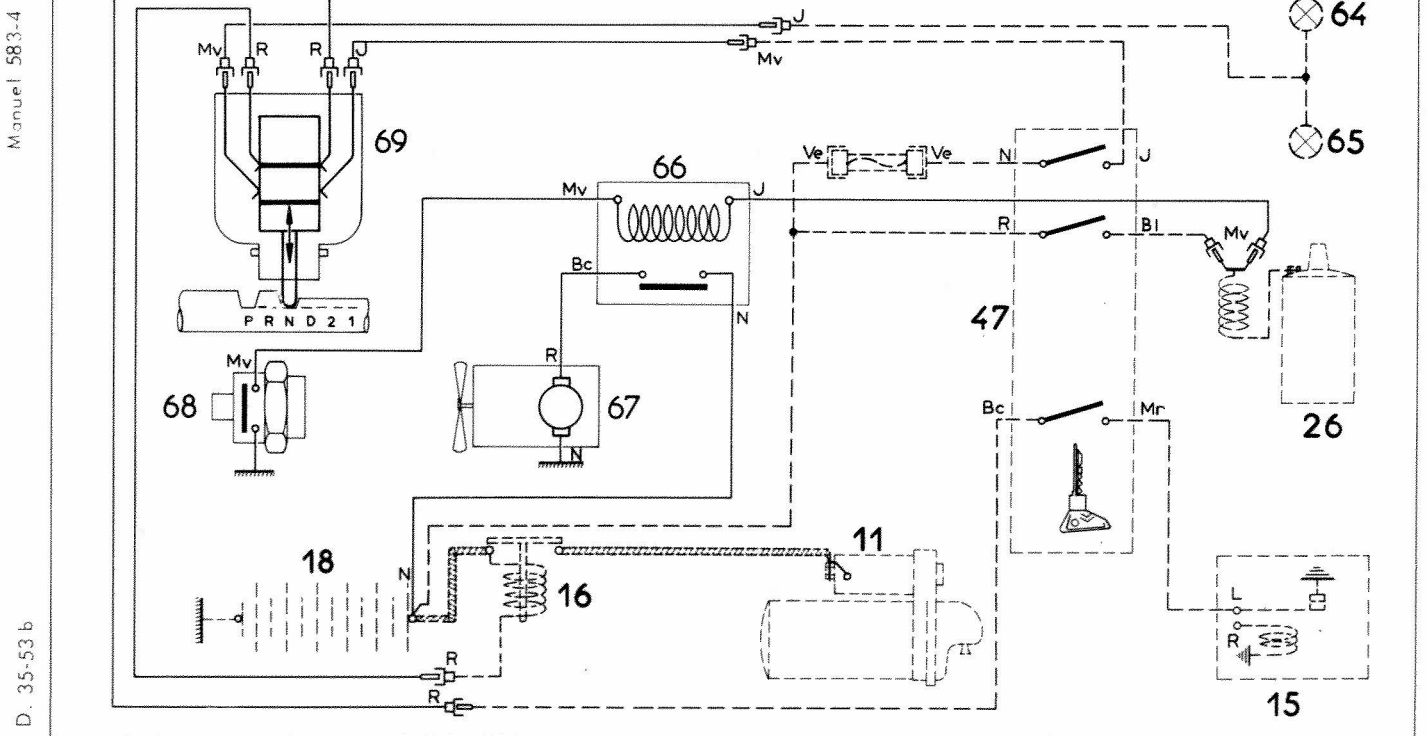 Manuel 583-4
D. 35-53 b
J
64
Mv R R J
Mv
69
65
Ve Ve N J
66
Mv J
R Bl Mv
Bc
N
47
P R N D 2 1
Mv
R
68
67
Bc Mr
26
N
18
N
11
16
L
R
R
R
15